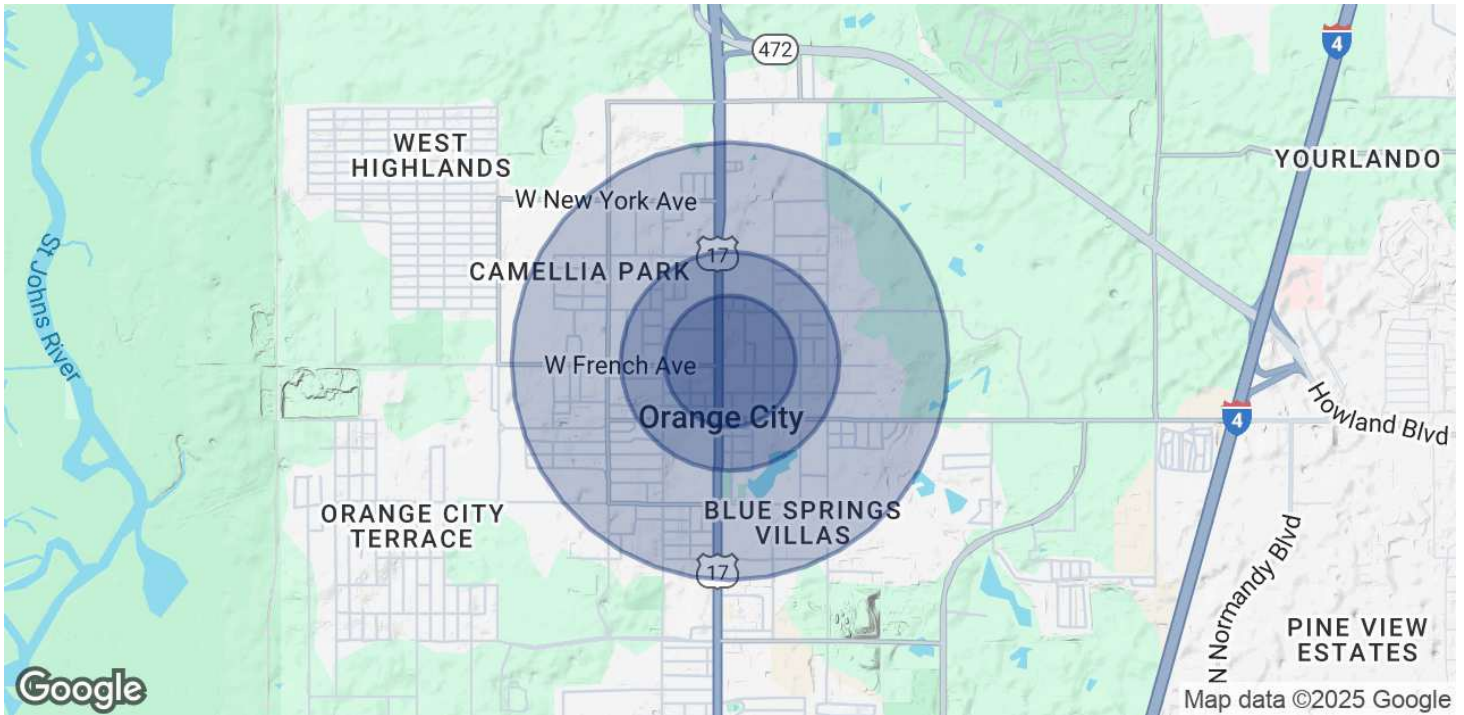 472
4
WEST
HIGHLANDS
YOURLANDO
W New York Ave
17
CAMELLIA PARK
St Johns River
W French Ave
Orange City
4
Howland Blvd
ORANGE CITY
TERRACE
BLUE SPRINGS
VILLAS
17
N Normandy Blvd
PINE VIEW
ESTATES
Google
Map data ©2025 Google